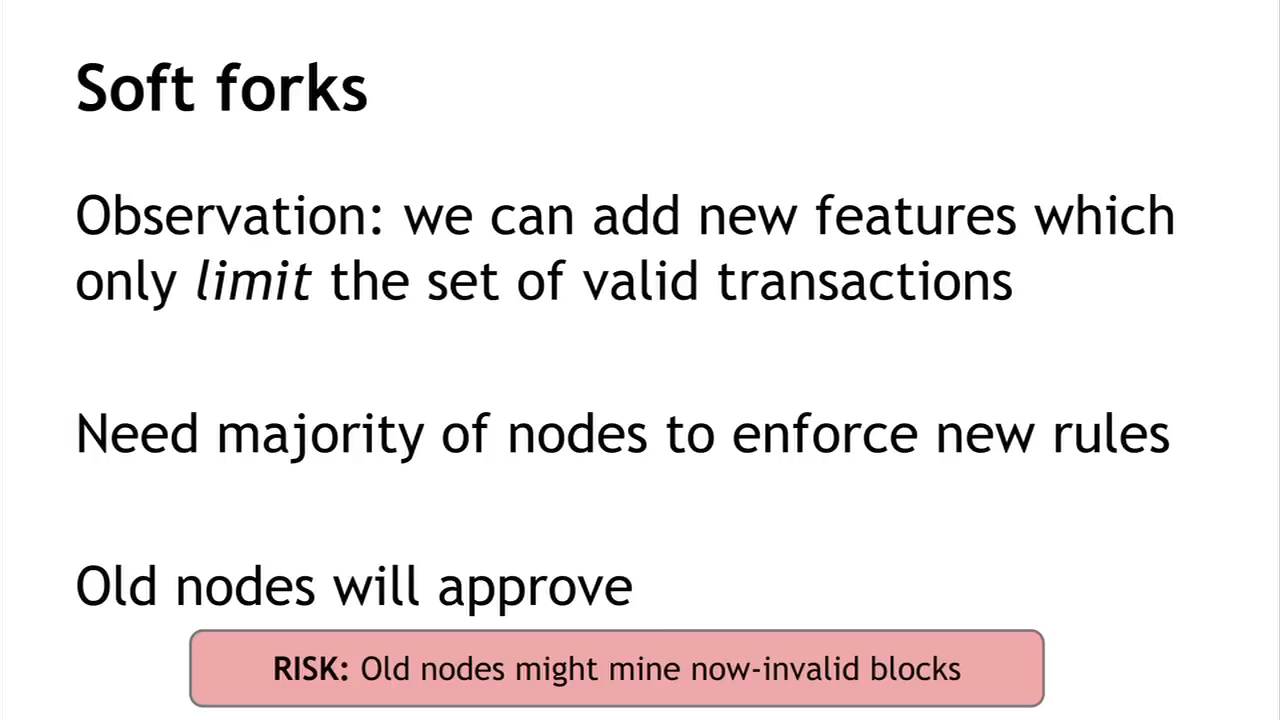 Soft forks
Observation: we can add new features which
only limit the set of valid transactions
Need majority of nodes to enforce new rules
Old nodes will approve
RISK: Old nodes might mine now-invalid blocks